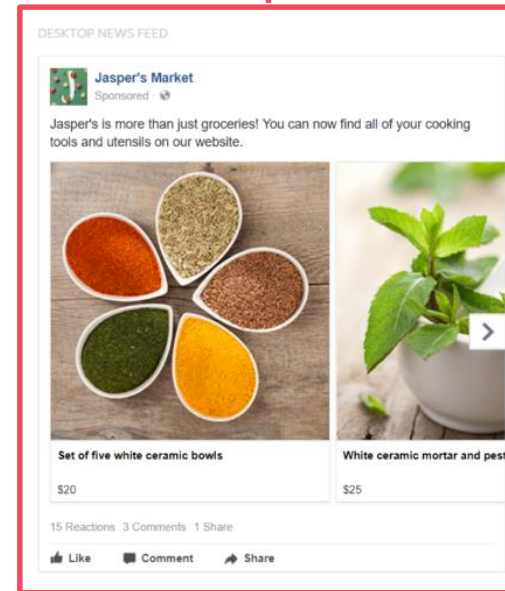 DESKTOP NEWS FEED
Jasper's Market
Sponsored ·
Jasper's is more than just groceries! You can now find all of your cooking
tools and utensils on our website.
Set of five white ceramic bowls
$20
White ceramic mortar and pest
$25
15 Reactions 3 Comments 1 Share
Like Comment Share